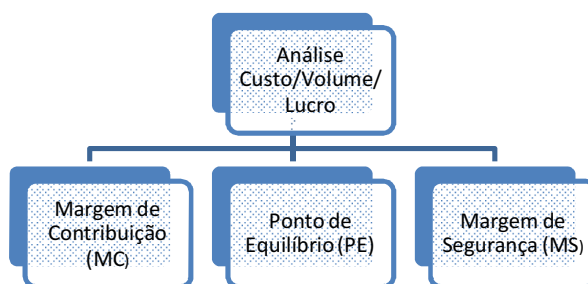 Análise
Custo/Volume/
Lucro
Margem de
Contribuição
(MC)
Ponto de
Equilíbrio (PE)
Margem de
Segurança (MS)